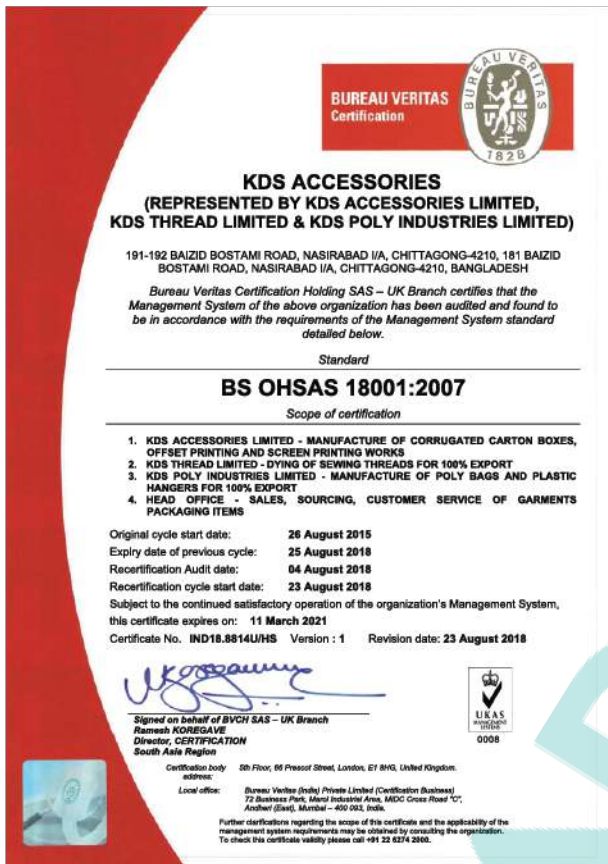 BUREAU VERITAS
Certification
BUREAU VERITAS
1828
KDS ACCESSORIES
(REPRESENTED BY KDS ACCESSORIES LIMITED,
KDS THREAD LIMITED & KDS POLY INDUSTRIES LIMITED)
191-192 BAIZID BOSTAMI ROAD, NASIRABAD I/A, CHITTAGONG-4210, 181 BAIZID
BOSTAMI ROAD, NASIRABAD I/A, CHITTAGONG-4210, BANGLADESH
Bureau Veritas Certification Holding SAS – UK Branch certifies that the
Management System of the above organization has been audited and found to
be in accordance with the requirements of the Management System standard
detailed below.
Standard
BS OHSAS 18001:2007
Scope of certification
1. KDS ACCESSORIES LIMITED - MANUFACTURE OF CORRUGATED CARTON BOXES,
OFFSET PRINTING AND SCREEN PRINTING WORKS
2. KDS THREAD LIMITED - DYING OF SEWING THREADS FOR 100% EXPORT
3. KDS POLY INDUSTRIES LIMITED - MANUFACTURE OF POLY BAGS AND PLASTIC
HANGERS FOR 100% EXPORT
4. HEAD OFFICE - SALES, SOURCING, CUSTOMER SERVICE OF GARMENTS
PACKAGING ITEMS
Original cycle start date: 26 August 2015
Expiry date of previous cycle: 25 August 2018
Recertification Audit date: 04 August 2018
Recertification cycle start date: 23 August 2018
Subject to the continued satisfactory operation of the organization's Management System,
this certificate expires on: 11 March 2021
Certificate No. IND18.8814U/HS Version : 1 Revision date: 23 August 2018
Signed on behalf of BVCH SAS – UK Branch
Ramesh KOREGAVE
Director, CERTIFICATION
South Asia Region
UKAS
MANAGEMENT
SYSTEMS
0008
Certification body
address: 5th Floor, 66 Prescot Street, London, E1 8HG, United Kingdom.
Local office: Bureau Veritas (India) Private Limited (Certification Business)
72 Business Park, Marol Industrial Area, MIDC Cross Road "C",
Andheri (East), Mumbai – 400 093, India.
Further clarifications regarding the scope of this certificate and the applicability of the
management system requirements may be obtained by consulting the organization.
To check this certificate validity please call +91 22 6274 2000.